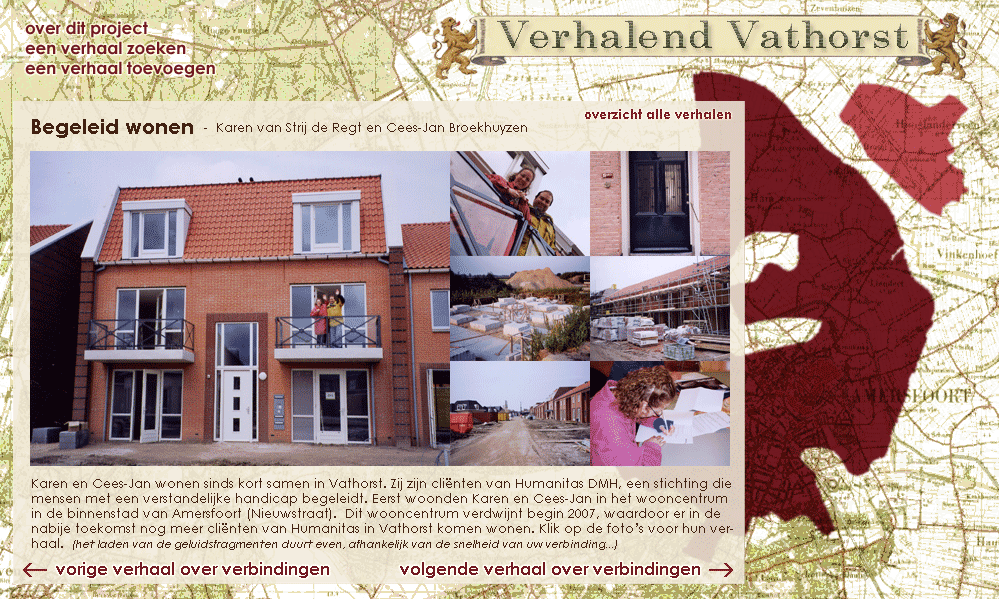 over dit project
een verhaal zoeken
een verhaal toevoegen
Verhalend Vathorst
overzicht alle verhalen
Begeleid wonen - Karen van Strij de Regt en Cees-Jan Broekhuyzen
Karen en Cees-Jan wonen sinds kort samen in Vathorst. Zij zijn cliënten van Humanitas DMH, een stichting die
mensen met een verstandelijke handicap begeleidt. Eerst woonden Karen en Cees-Jan in het wooncentrum
in de binnenstad van Amersfoort (Nieuwstraat). Dit wooncentrum verdwijnt begin 2007, waardoor er in de
nabije toekomst nog meer cliënten van Humanitas in Vathorst komen wonen. Klik op de foto's voor hun ver-
haal. (het laden van de geluidsfragmenten duurt even, afhankelijk van de snelheid van uw verbinding...)
← vorige verhaal over verbindingen
volgende verhaal over verbindingen →
Zevenhuizen
Hooglanderveen
Vinkenhoef
AMERSFOORT